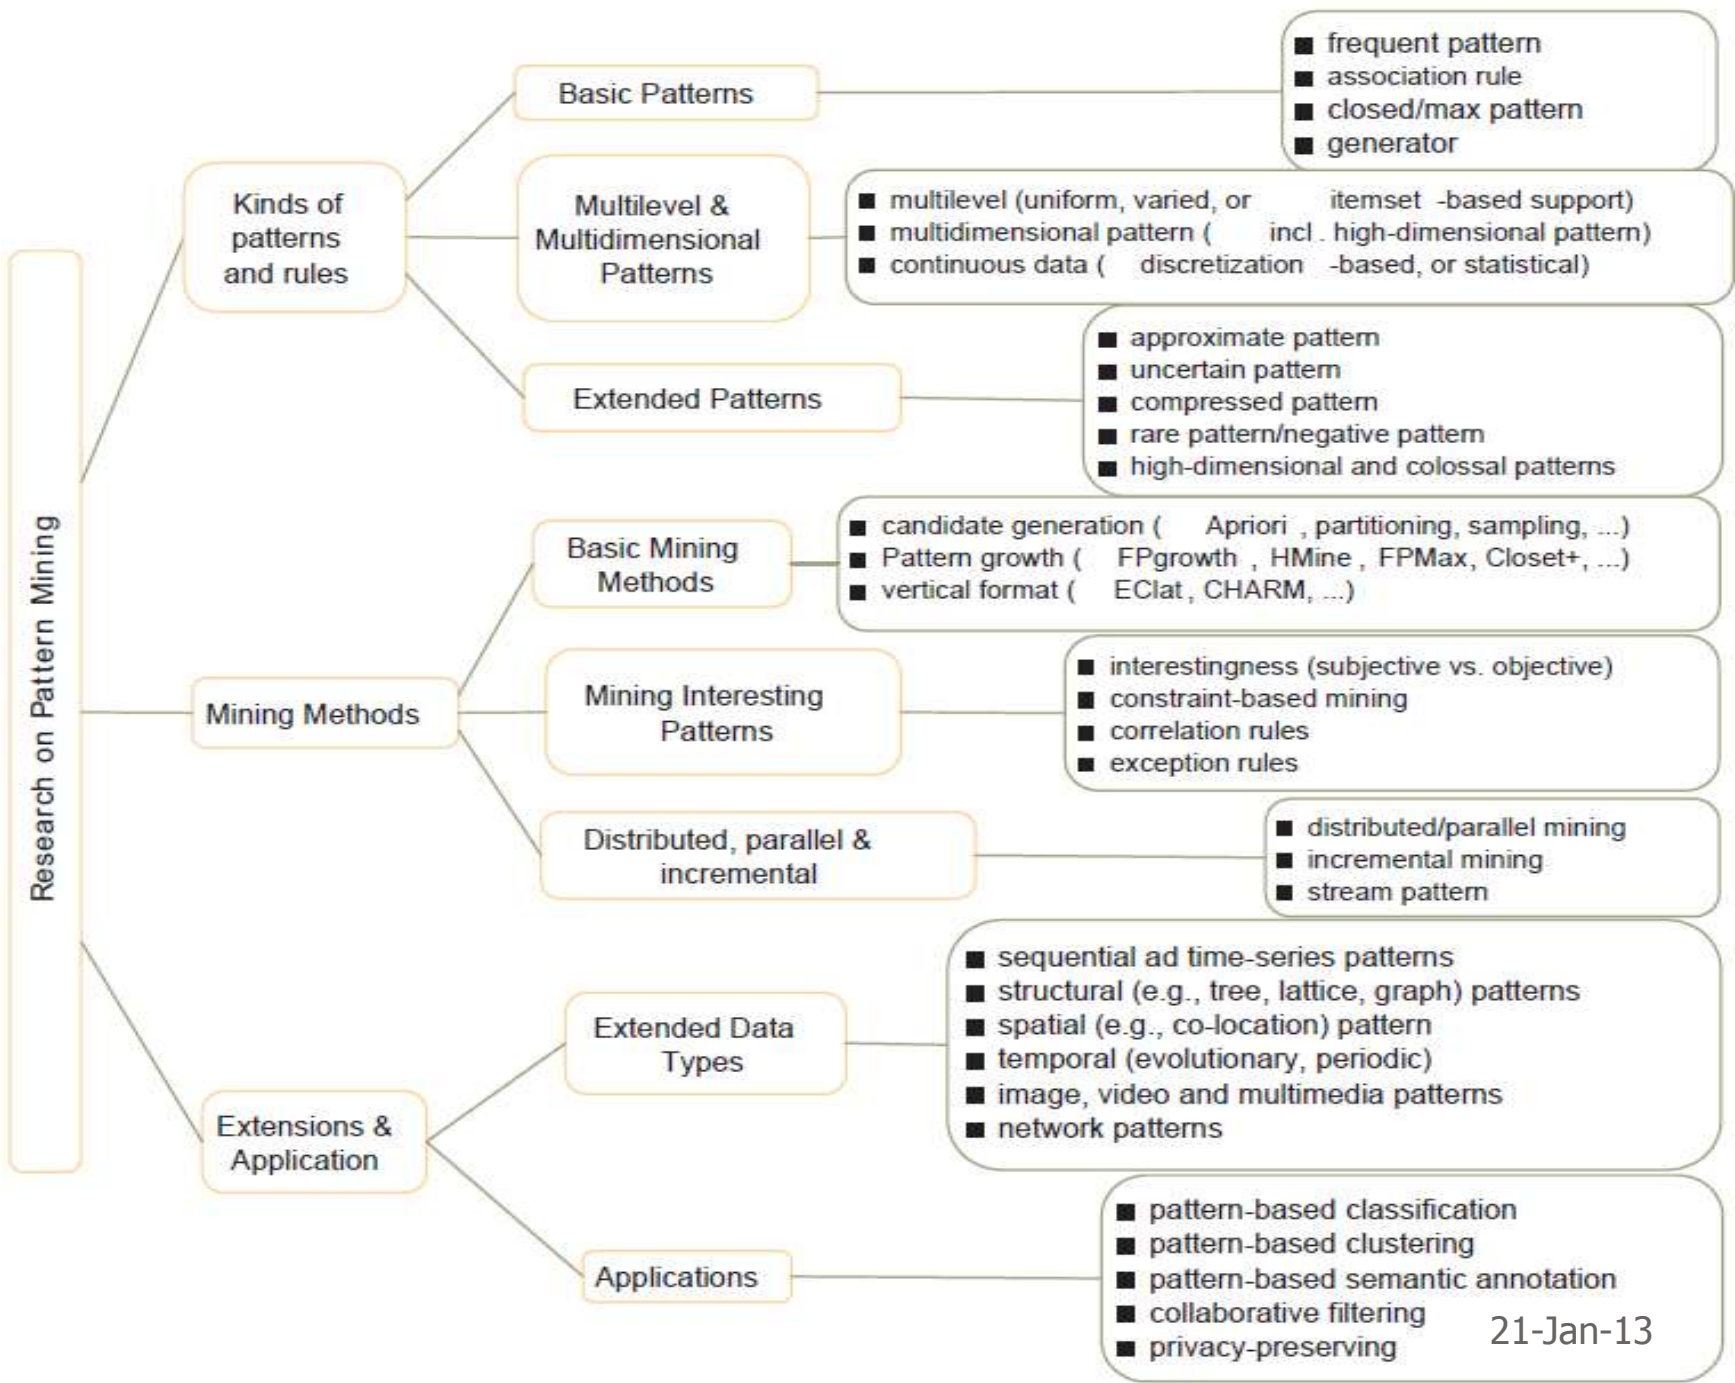 Research on Pattern Mining
Kinds of
patterns
and rules
Basic Patterns
■ frequent pattern
■ association rule
■ closed/max pattern
■ generator
Multilevel &
Multidimensional
Patterns
■ multilevel (uniform, varied, or itemset -based support)
■ multidimensional pattern ( incl . high-dimensional pattern)
■ continuous data ( discretization -based, or statistical)
Extended Patterns
■ approximate pattern
■ uncertain pattern
■ compressed pattern
■ rare pattern/negative pattern
■ high-dimensional and colossal patterns
Mining Methods
Basic Mining
Methods
■ candidate generation ( Apriori , partitioning, sampling, ...)
■ Pattern growth ( FPgrowth , HMine , FPMax, Closet+, ...)
■ vertical format ( EClat , CHARM, ...)
Mining Interesting
Patterns
■ interestingness (subjective vs. objective)
■ constraint-based mining
■ correlation rules
■ exception rules
Distributed, parallel &
incremental
■ distributed/parallel mining
■ incremental mining
■ stream pattern
Extensions &
Application
Extended Data
Types
■ sequential ad time-series patterns
■ structural (e.g., tree, lattice, graph) patterns
■ spatial (e.g., co-location) pattern
■ temporal (evolutionary, periodic)
■ image, video and multimedia patterns
■ network patterns
Applications
■ pattern-based classification
■ pattern-based clustering
■ pattern-based semantic annotation
■ collaborative filtering
■ privacy-preserving
21-Jan-13